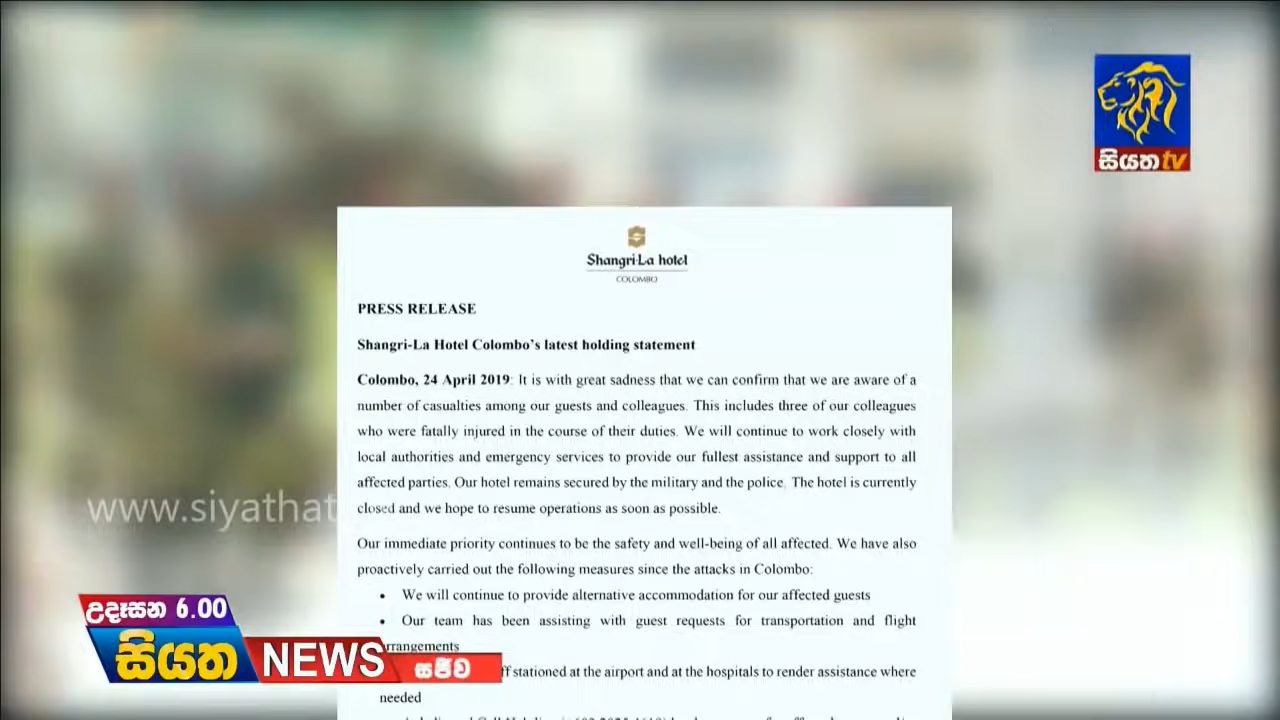 සියත tv
Shangri-La hotel
COLOMBO
PRESS RELEASE
Shangri-La Hotel Colombo's latest holding statement
Colombo, 24 April 2019: It is with great sadness that we can confirm that we are aware of a
number of casualties among our guests and colleagues. This includes three of our colleagues
who were fatally injured in the course of their duties. We will continue to work closely with
local authorities and emergency services to provide our fullest assistance and support to all
affected parties. Our hotel remains secured by the military and the police. The hotel is currently
closed and we hope to resume operations as soon as possible.
www.siyathat
Our immediate priority continues to be the safety and well-being of all affected. We have also
proactively carried out the following measures since the attacks in Colombo:
• We will continue to provide alternative accommodation for our affected guests
• Our team has been assisting with guest requests for transportation and flight
rrangements
ff stationed at the airport and at the hospitals to render assistance where
needed
උදෑසන 6.00
සියත NEWS
සජීව